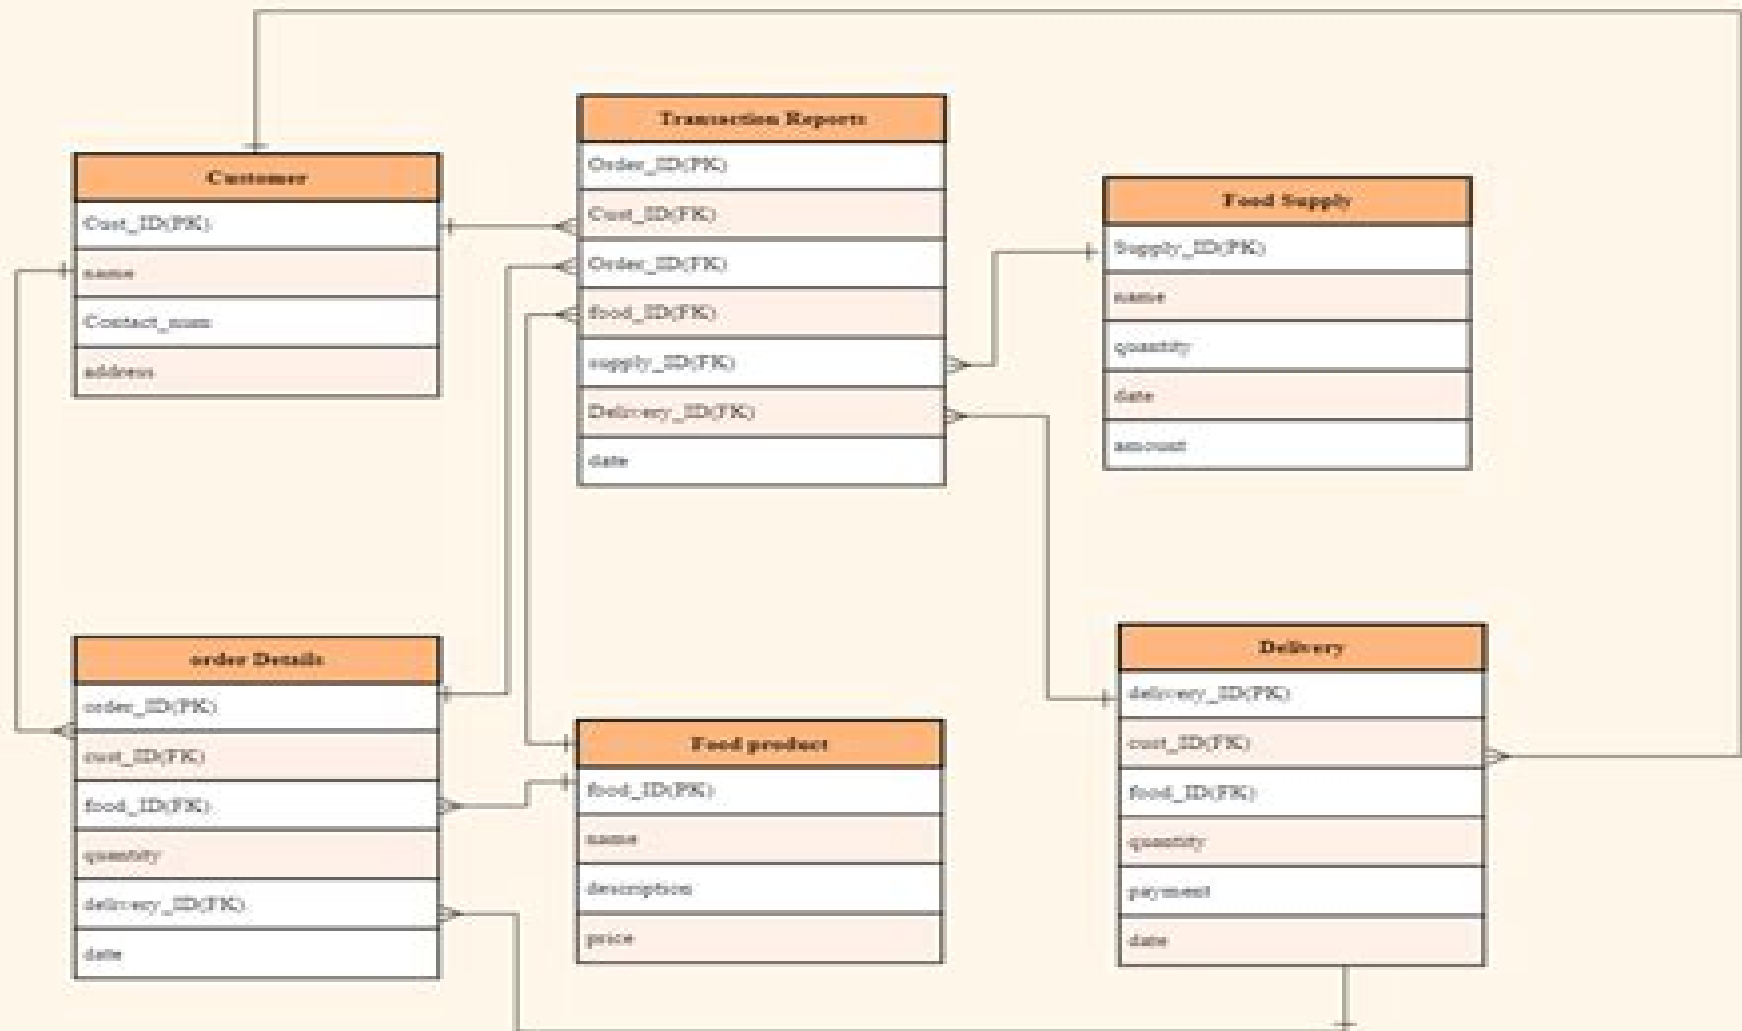 Customer
Cust_ID(PK)
name
Contact_num
address
Transaction Reports
Order_ID(PK)
Cust_ID(FK)
Order_ID(FK)
food_ID(FK)
supply_ID(FK)
Delivery_ID(FK)
date
Food Supply
Supply_ID(PK)
name
quantity
date
amount
order Details
order_ID(PK)
cust_ID(FK)
food_ID(FK)
quantity
delivery_ID(FK)
date
Food product
food_ID(PK)
name
description
price
Delivery
delivery_ID(PK)
cust_ID(FK)
food_ID(FK)
quantity
payment
date